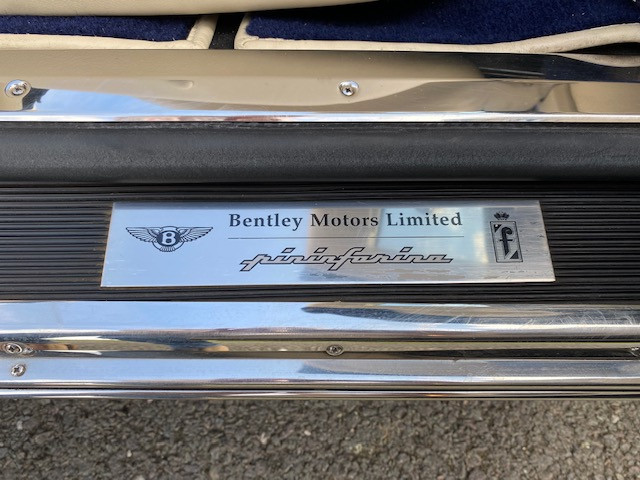 B
Bentley Motors Limited
pininfarina
f